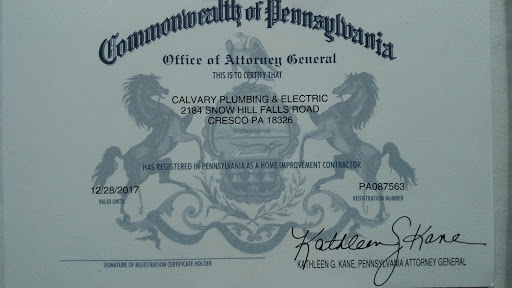 Commonwealth of Pennsylvania
Office of Attorney General
THIS IS TO CERTIFY THAT
CALVARY PLUMBING & ELECTRIC
2184 SNOW HILL FALLS ROAD
CRESCO PA 18326
HAS REGISTERED IN PENNSYLVANIA AS A HOME IMPROVEMENT CONTRACTOR
12/28/2017 PA087563
VALID UNTIL REGISTRATION NUMBER
Kathleen G. Kane
SIGNATURE OF REGISTRATION CERTIFICATE HOLDER KATHLEEN G. KANE, PENNSYLVANIA ATTORNEY GENERAL